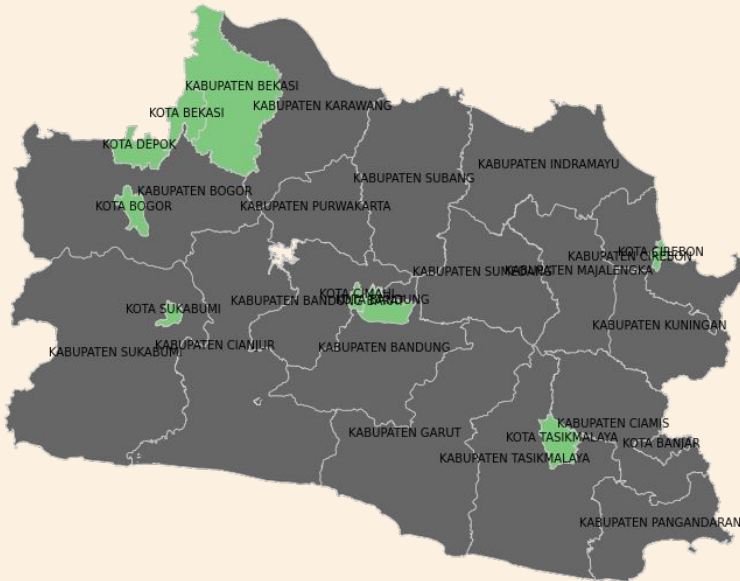 KABUPATEN BEKASI
KABUPATEN KARAWANG
KOTA BEKASI
KOTA DEPOK
KABUPATEN INDRAMAYU
KABUPATEN SUBANG
KABUPATEN BOGOR
KOTA BOGOR
KABUPATEN PURWAKARTA
KOTA CIREBON
KABUPATEN CIREBON
KABUPATEN SUMEDANG
KABUPATEN MAJALENGKA
KOTA CIMAHI
KABUPATEN BANDUNG BARAT
KOTA BANDUNG
KOTA SUKABUMI
KABUPATEN KUNINGAN
KABUPATEN CIANJUR
KABUPATEN BANDUNG
KABUPATEN SUKABUMI
KABUPATEN CIAMIS
KABUPATEN GARUT
KOTA TASIKMALAYA
KOTA BANJAR
KABUPATEN TASIKMALAYA
KABUPATEN PANGANDARAN